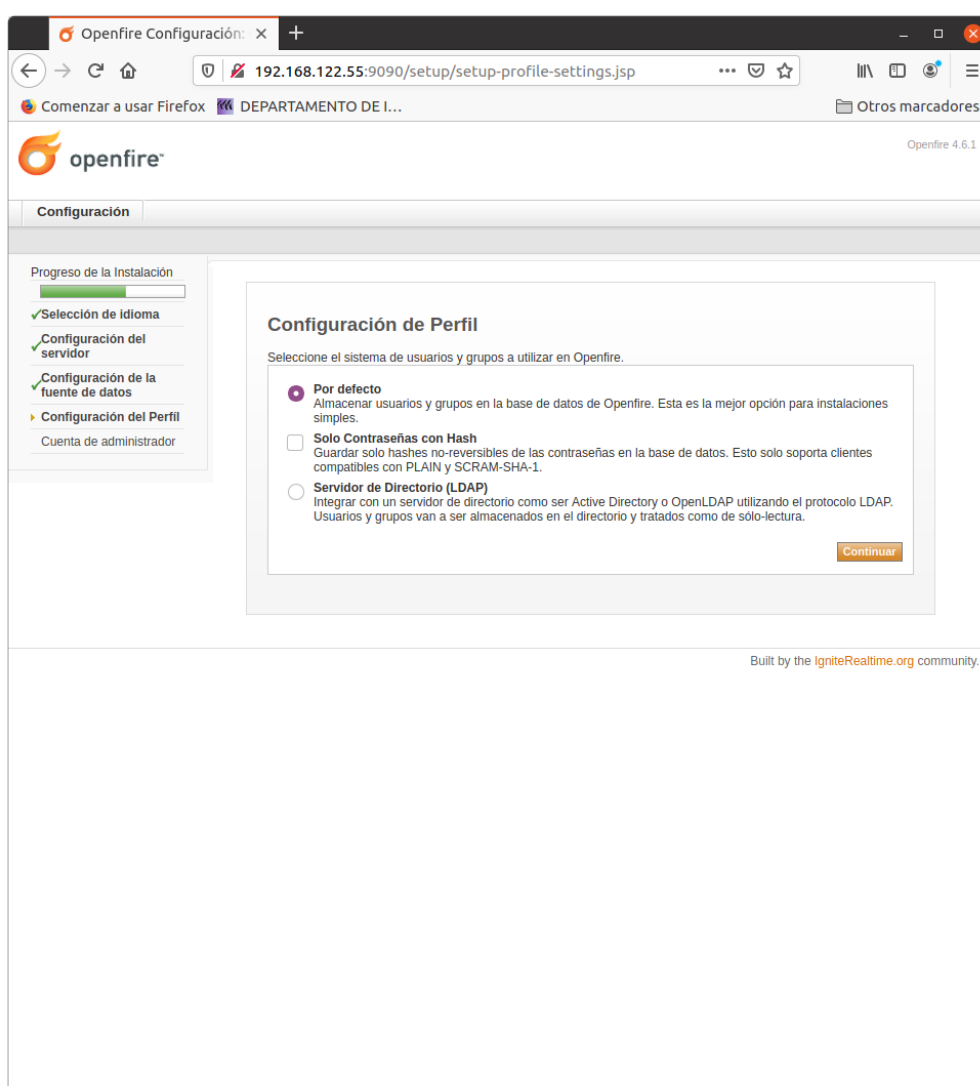 Openfire Configuración:
192.168.122.55:9090/setup/setup-profile-settings.jsp
Comenzar a usar Firefox
DEPARTAMENTO DE I...
Otros marcadores
openfire
Openfire 4.6.1
Configuración
Progreso de la Instalación
Selección de idioma
Configuración del
servidor
Configuración de la
fuente de datos
Configuración del Perfil
Cuenta de administrador
Configuración de Perfil
Seleccione el sistema de usuarios y grupos a utilizar en Openfire.
Por defecto
Almacenar usuarios y grupos en la base de datos de Openfire. Esta es la mejor opción para instalaciones
simples.
Solo Contraseñas con Hash
Guardar solo hashes no-reversibles de las contraseñas en la base de datos. Esto solo soporta clientes
compatibles con PLAIN y SCRAM-SHA-1.
Servidor de Directorio (LDAP)
Integrar con un servidor de directorio como ser Active Directory o OpenLDAP utilizando el protocolo LDAP.
Usuarios y grupos van a ser almacenados en el directorio y tratados como de sólo-lectura.
Continuar
Built by the IgniteRealtime.org community.